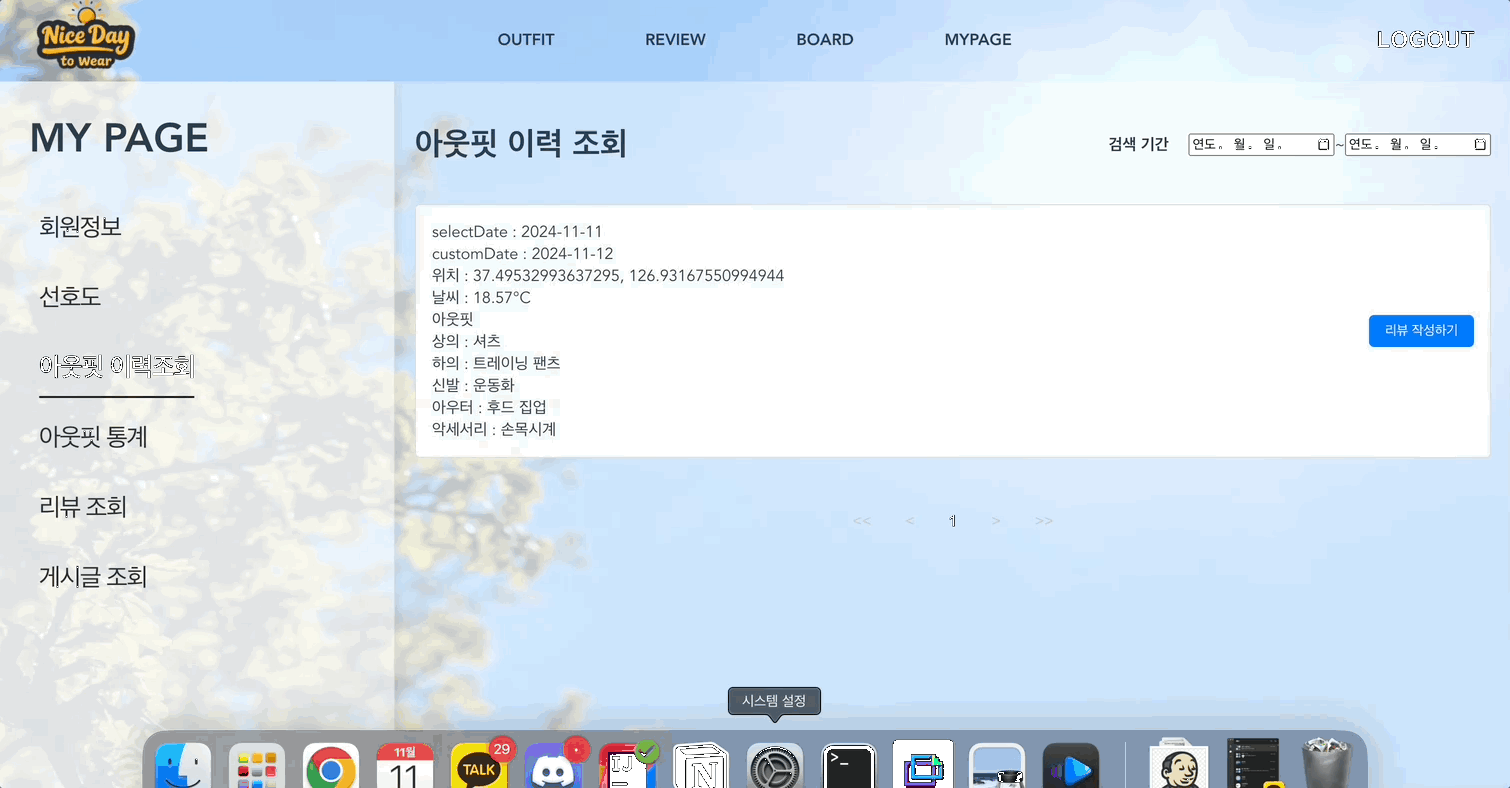 Nice Day
to Wear
OUTFIT
REVIEW
BOARD
MYPAGE
LOGOUT
MY PAGE
회원정보
선호도
아웃핏 이력조회
아웃핏 통계
리뷰 조회
게시글 조회
아웃핏 이력 조회
검색 기간
연도. 월. 일. ~ 연도. 월. 일.
selectDate : 2024-11-11
customDate : 2024-11-12
위치 : 37.49532993637295, 126.93167550994944
날씨 : 18.57°C
아웃핏
상의 : 셔츠
하의 : 트레이닝 팬츠
신발 : 운동화
아우터 : 후드 집업
악세서리 : 손목시계
리뷰 작성하기
<< < 1 > >>
시스템 설정
11월
11
TALK
29
IJ
N
>_